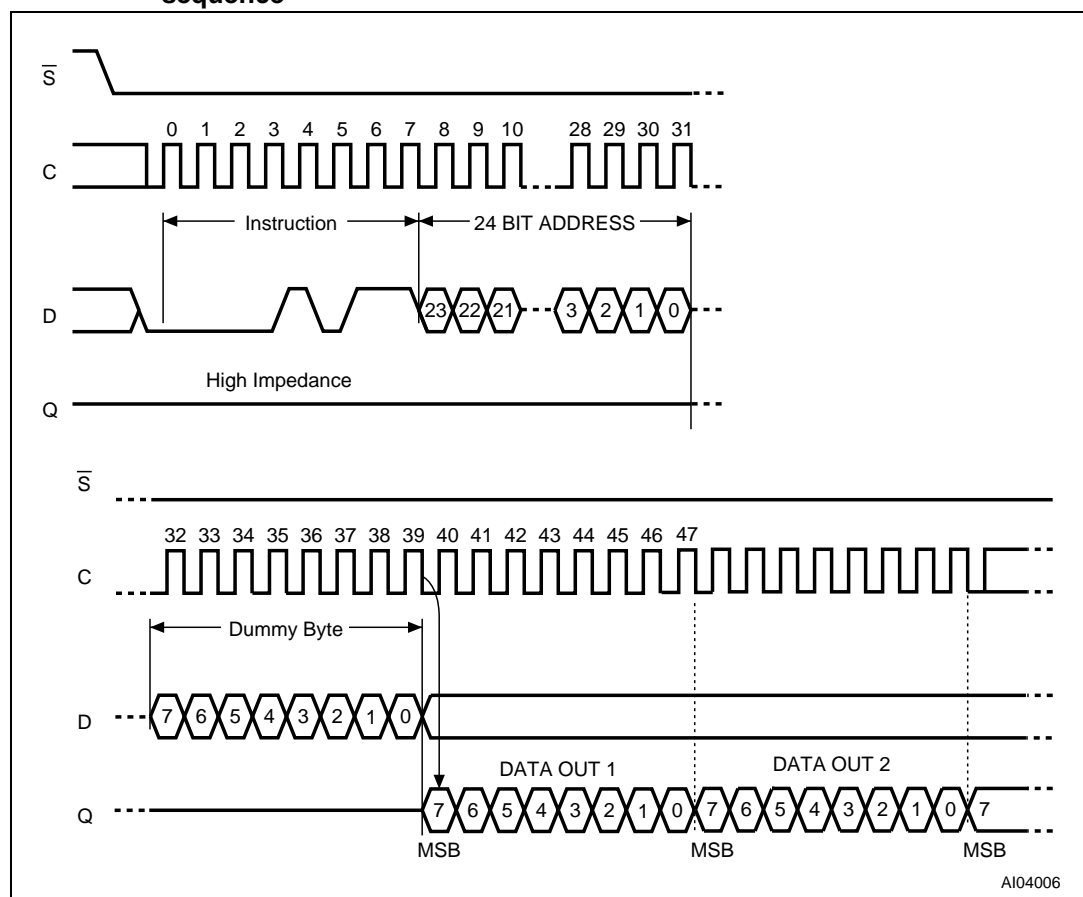 sequence
S
0 1 2 3 4 5 6 7 8 9 10 28 29 30 31
C
Instruction 24 BIT ADDRESS
D 23 22 21 3 2 1 0
High Impedance
Q
S
32 33 34 35 36 37 38 39 40 41 42 43 44 45 46 47
C
Dummy Byte
D 7 6 5 4 3 2 1 0
DATA OUT 1 DATA OUT 2
Q 7 6 5 4 3 2 1 0 7 6 5 4 3 2 1 0 7
MSB MSB MSB
AI04006